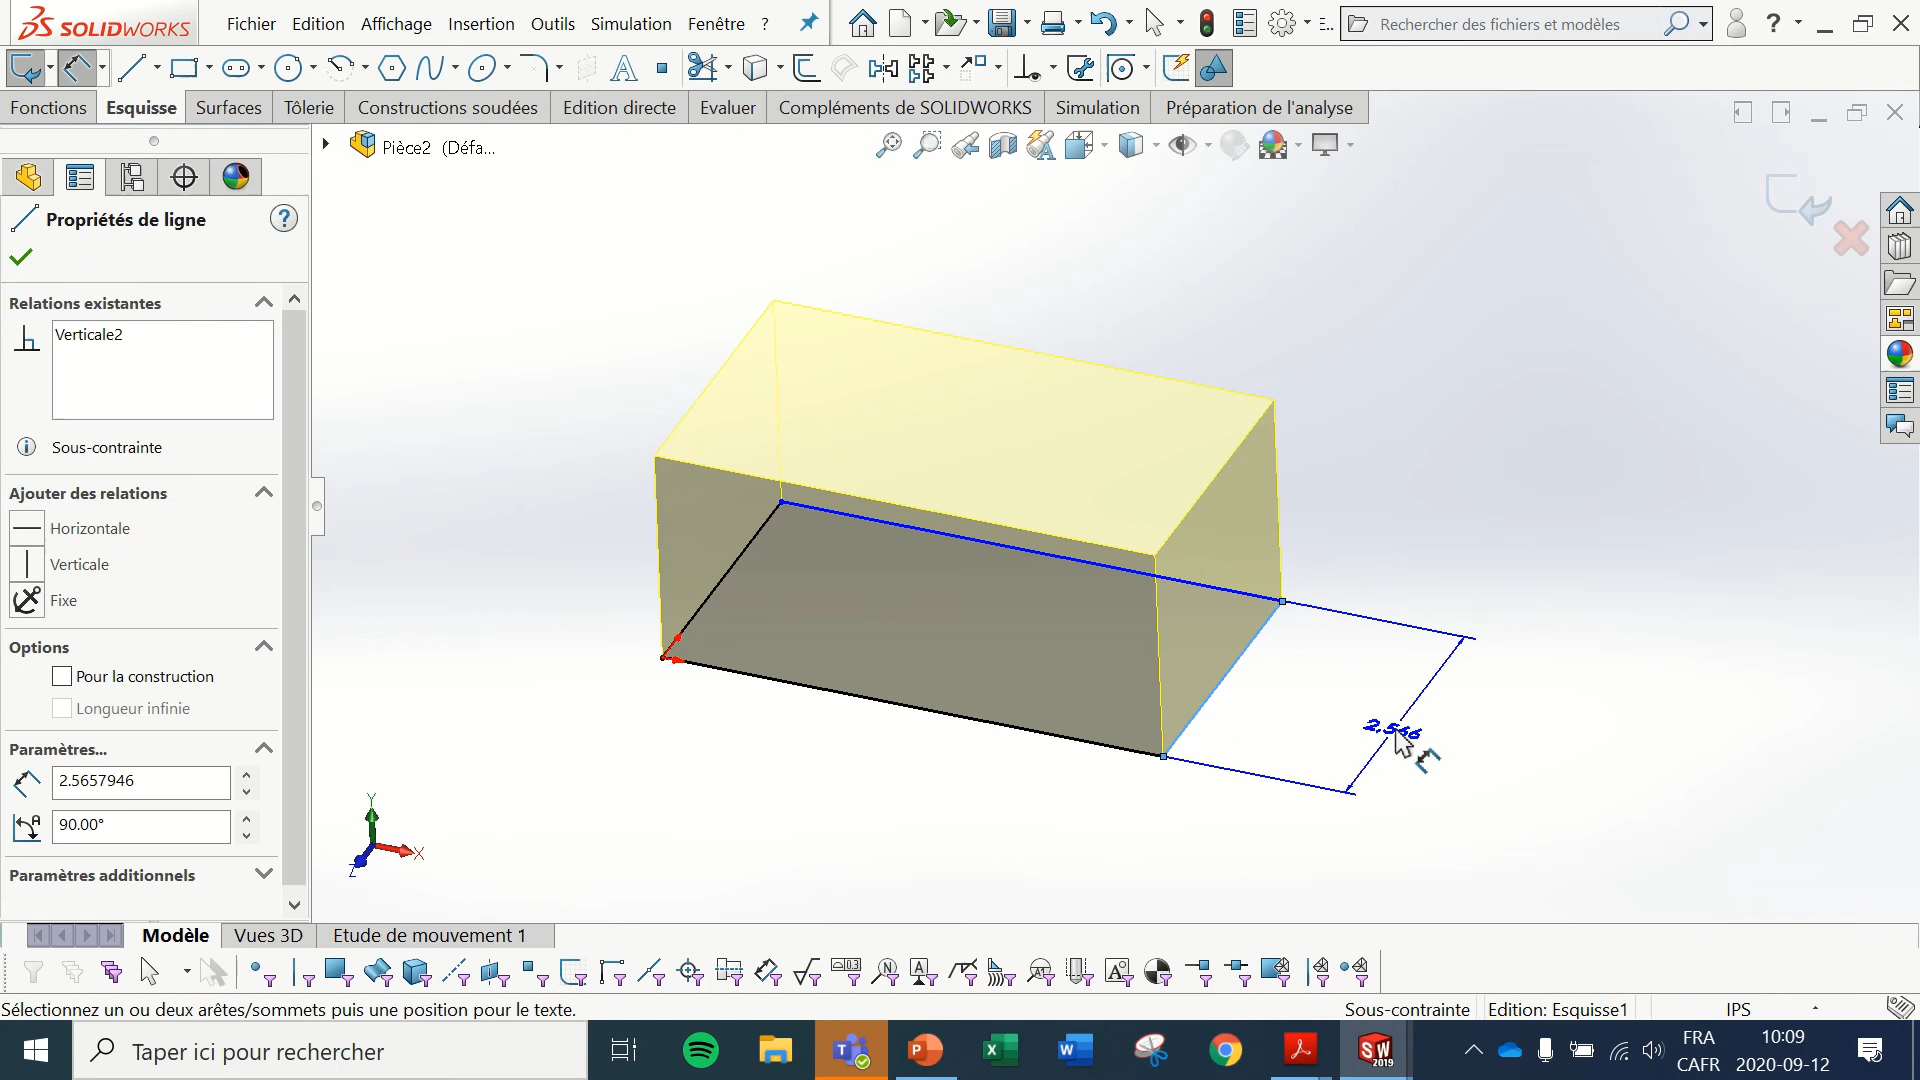 SOLIDWORKS
Fichier Edition Affichage Insertion Outils Simulation Fenêtre ?
E...
Rechercher des fichiers et modèles
Fonctions Esquisse Surfaces Tôlerie Constructions soudées Edition directe Evaluer Compléments de SOLIDWORKS Simulation Préparation de l'analyse
Pièce2 (Défa...
Propriétés de ligne
Relations existantes
Verticale2
Sous-contrainte
Ajouter des relations
Horizontale
Verticale
Fixe
Options
Pour la construction
Longueur infinie
Paramètres...
2.5657946
90.00°
Paramètres additionnels
2,566
Y
X
Z
Modèle Vues 3D Etude de mouvement 1
Sélectionnez un ou deux arêtes/sommets puis une position pour le texte.
Sous-contrainte Edition: Esquisse1 IPS
Taper ici pour rechercher
SW
2019
FRA
CAFR
10:09
2020-09-12